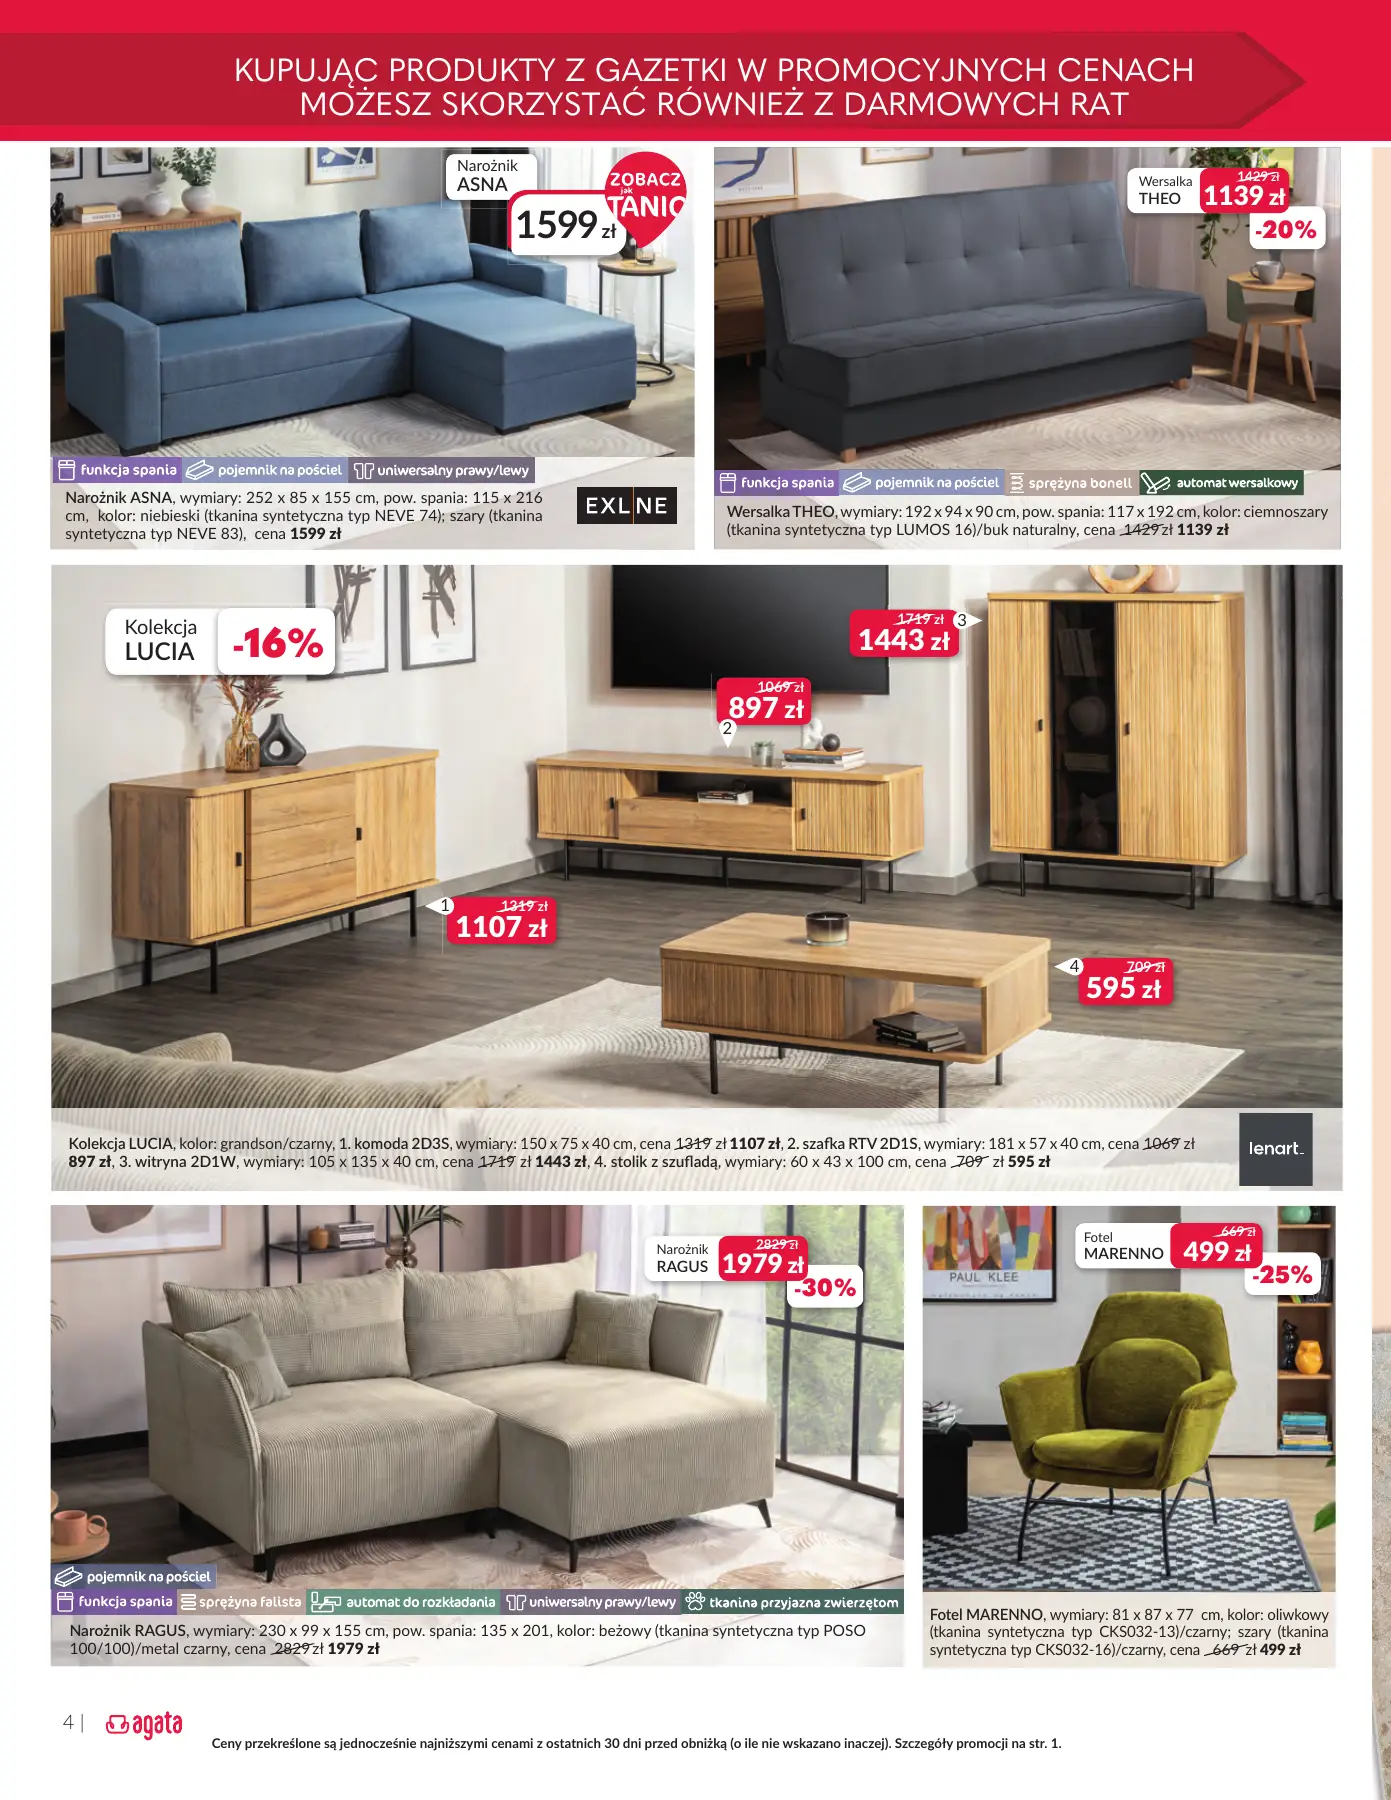 KUPUJĄC PRODUKTY Z GAZETKI W PROMOCYJNYCH CENACH
MOŻESZ SKORZYSTAĆ RÓWNIEŻ Z DARMOWYCH RAT
Narożnik
ASNA
1599 zł
ZOBACZ
jak
TANIO
funkcja spania
pojemnik na pościel
uniwersalny prawy/lewy
Narożnik ASNA, wymiary: 252 x 85 x 155 cm, pow. spania: 115 x 216
cm, kolor: niebieski (tkanina syntetyczna typ NEVE 74); szary (tkanina
syntetyczna typ NEVE 83), cena 1599 zł
EXLINE
Wersalka
THEO
1429 zł
1139 zł
-20%
funkcja spania
pojemnik na pościel
sprężyna bonell
automat wersalkowy
Wersalka THEO, wymiary: 192 x 94 x 90 cm, pow. spania: 117 x 192 cm, kolor: ciemnoszary
(tkanina syntetyczna typ LUMOS 16)/buk naturalny, cena 1429 zł 1139 zł
Kolekcja
LUCIA
-16%
1719 zł
1443 zł
3
1069 zł
897 zł
2
1
1319 zł
1107 zł
4
709 zł
595 zł
Kolekcja LUCIA, kolor: grandson/czarny, 1. komoda 2D3S, wymiary: 150 x 75 x 40 cm, cena 1319 zł 1107 zł, 2. szafka RTV 2D1S, wymiary: 181 x 57 x 40 cm, cena 1069 zł
897 zł, 3. witryna 2D1W, wymiary: 105 x 135 x 40 cm, cena 1719 zł 1443 zł, 4. stolik z szufladą, wymiary: 60 x 43 x 100 cm, cena 709 zł 595 zł
lenart_
Narożnik
RAGUS
2829 zł
1979 zł
-30%
pojemnik na pościel
funkcja spania
sprężyna falista
automat do rozkładania
uniwersalny prawy/lewy
tkanina przyjazna zwierzętom
Narożnik RAGUS, wymiary: 230 x 99 x 155 cm, pow. spania: 135 x 201, kolor: beżowy (tkanina syntetyczna typ POSO
100/100)/metal czarny, cena 2829 zł 1979 zł
Fotel
MARENNO
669 zł
499 zł
-25%
PAUL KLEE
Fotel MARENNO, wymiary: 81 x 87 x 77 cm, kolor: oliwkowy
(tkanina syntetyczna typ CKS032-13)/czarny; szary (tkanina
syntetyczna typ CKS032-16)/czarny, cena 669 zł 499 zł
4 |
agata
Ceny przekreślone są jednocześnie najniższymi cenami z ostatnich 30 dni przed obniżką (o ile nie wskazano inaczej). Szczegóły promocji na str. 1.